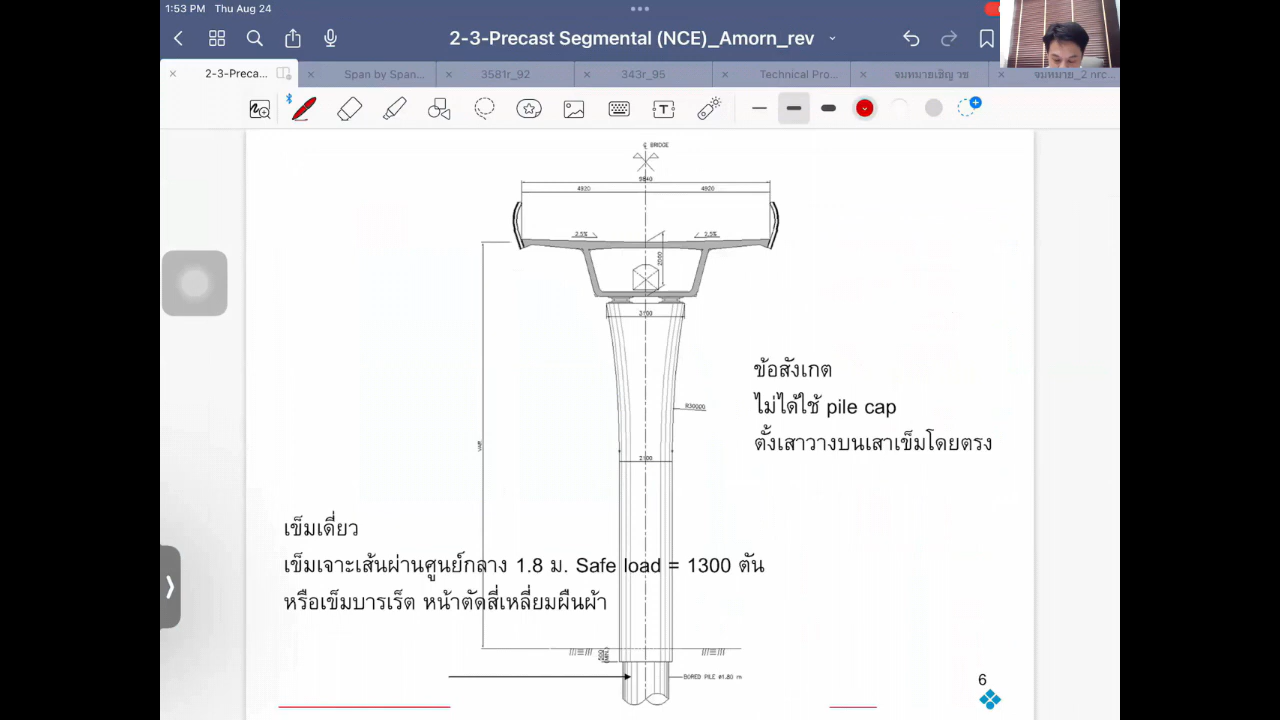 1:53 PM Thu Aug 24
2-3-Precast Segmental (NCE)_Amorn_rev
2-3-Preca...
Span by Span...
3581r_92
343r_95
Technical Pro...
จมหมายเชิญ วช
จมหมาย_2 nrc...
BRIDGE
9840
4920
4920
2.5%
2.5%
2000
3100
R30000
2100
ข้อสังเกต
ไม่ได้ใช้ pile cap
ตั้งเสาวางบนเสาเข็มโดยตรง
เข็มเดี่ยว
เข็มเจาะเส้นผ่านศูนย์กลาง 1.8 ม. Safe load = 1300 ตัน
หรือเข็มบารเร็ต หน้าตัดสี่เหลี่ยมผืนผ้า
BORED PILE Ø1.80 m
6